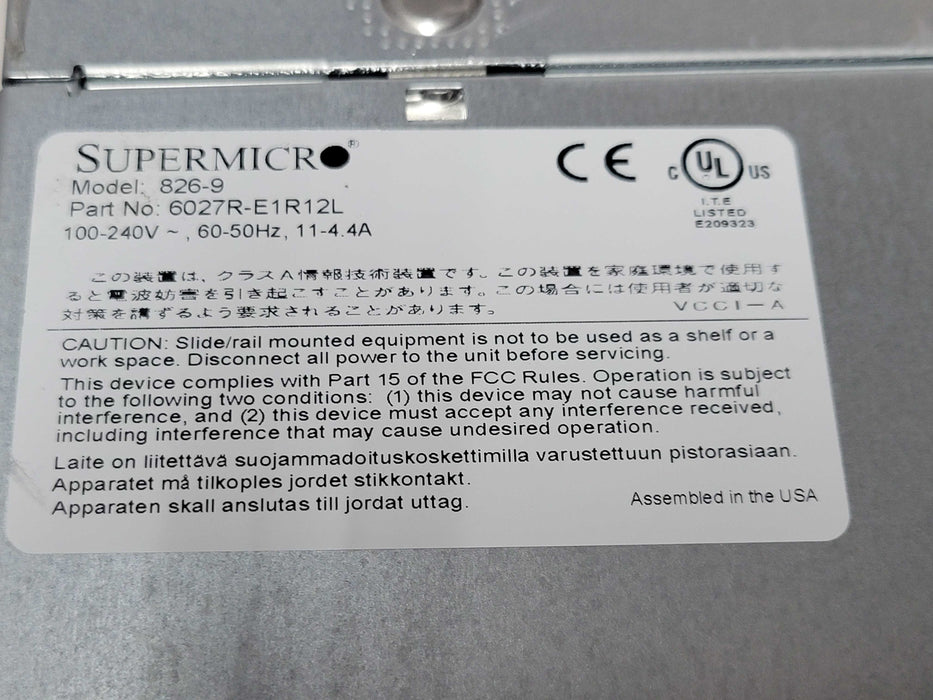 SUPERMICRO®
Model: 826-9
Part No: 6027R-E1R12L
100-240V ~ , 60-50Hz, 11-4.4A
CE
C UL US
I.T.E
LISTED
E209323
この装置は、クラスA情報技術装置です。この装置を家庭環境で使用す
ると電波妨害を引き起こすことがあります。この場合には使用者が適切な
対策を講ずるよう要求されることがあります。
VCCI-A
CAUTION: Slide/rail mounted equipment is not to be used as a shelf or a
work space. Disconnect all power to the unit before servicing.
This device complies with Part 15 of the FCC Rules. Operation is subject
to the following two conditions: (1) this device may not cause harmful
interference, and (2) this device must accept any interference received,
including interference that may cause undesired operation.
Laite on liitettävä suojammadoituskoskettimilla varustettuun pistorasiaan.
Apparatet må tilkoples jordet stikkontakt.
Apparaten skall anslutas till jordat uttag.
Assembled in the USA